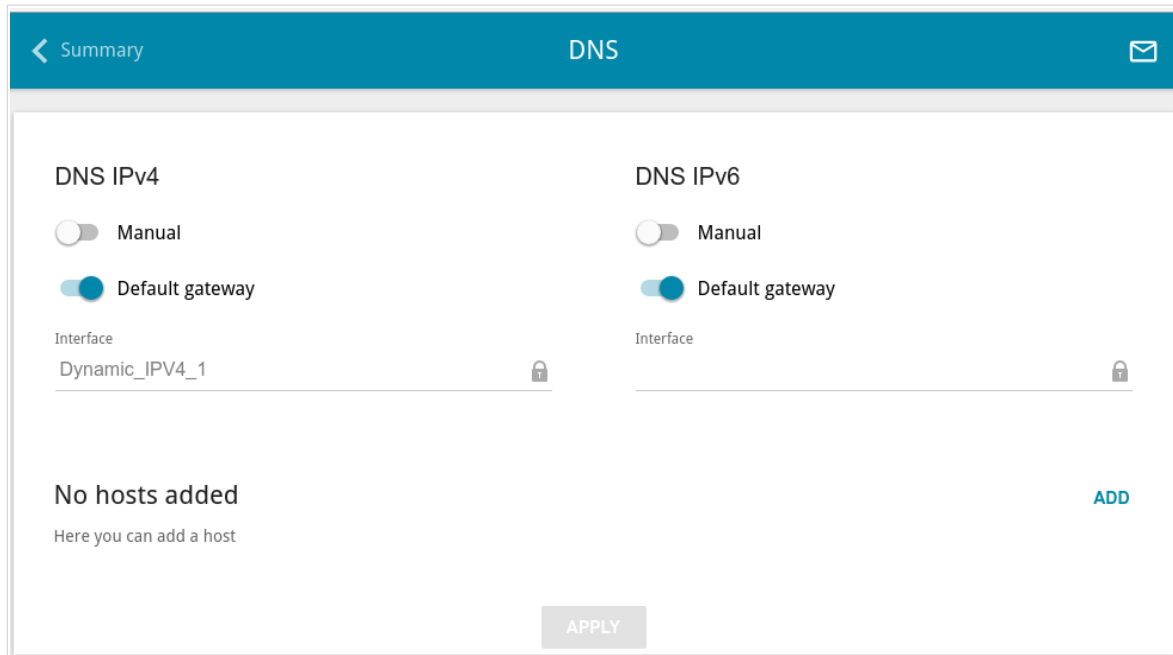 Summary
DNS
DNS IPv4
Manual
Default gateway
Interface
Dynamic_IPV4_1
DNS IPv6
Manual
Default gateway
Interface
No hosts added
ADD
Here you can add a host
APPLY